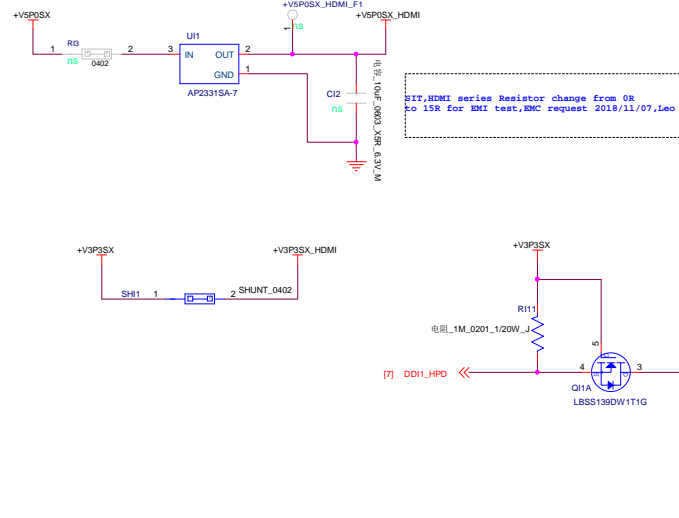 +V5P0SX_HDMI_F1
+V5P0SX
+V5P0SX_HDMI
1
RI3
1
2
ns
0402
UI1
3
IN
OUT
2
GND
1
AP2331SA-7
ns
CI2
ns
电容_10uF_0603_X5R_6.3V_M
SIT,HDMI series Resistor change from 0R
to 15R for EMI test,EMC request 2018/11/07,Leo
+V3P3SX
+V3P3SX_HDMI
SHI1
1
2
SHUNT_0402
+V3P3SX
RI11
电阻_1M_0201_1/20W_J
5
[7]
DDI1_HPD
4
3
QI1A
LBSS139DW1T1G